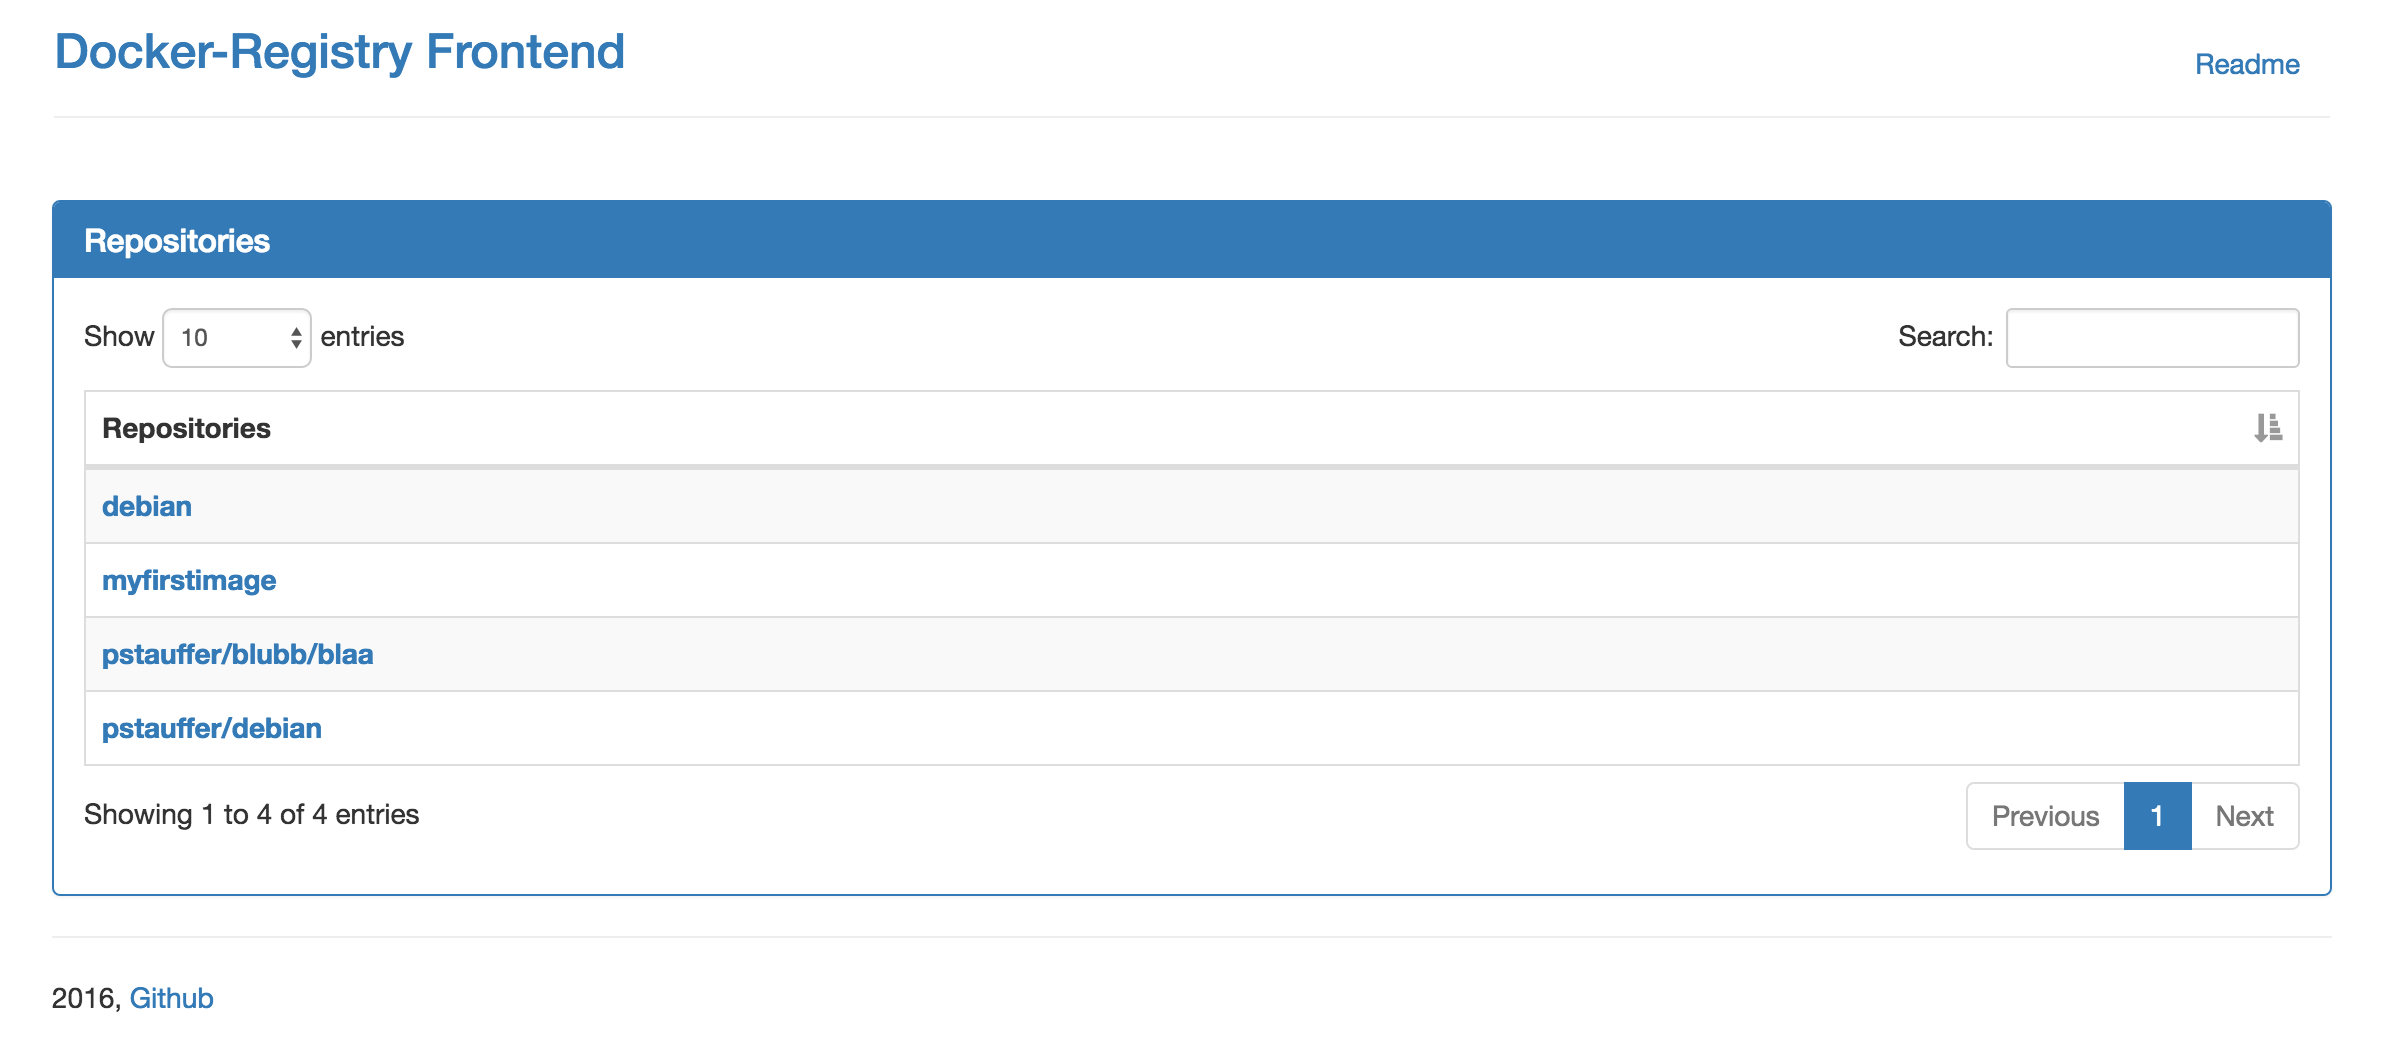 Docker-Registry Frontend
Readme
Repositories
Show 10 entries
Search:
Repositories
debian
myfirstimage
pstauffer/blubb/blaa
pstauffer/debian
Showing 1 to 4 of 4 entries
Previous 1 Next
2016, Github